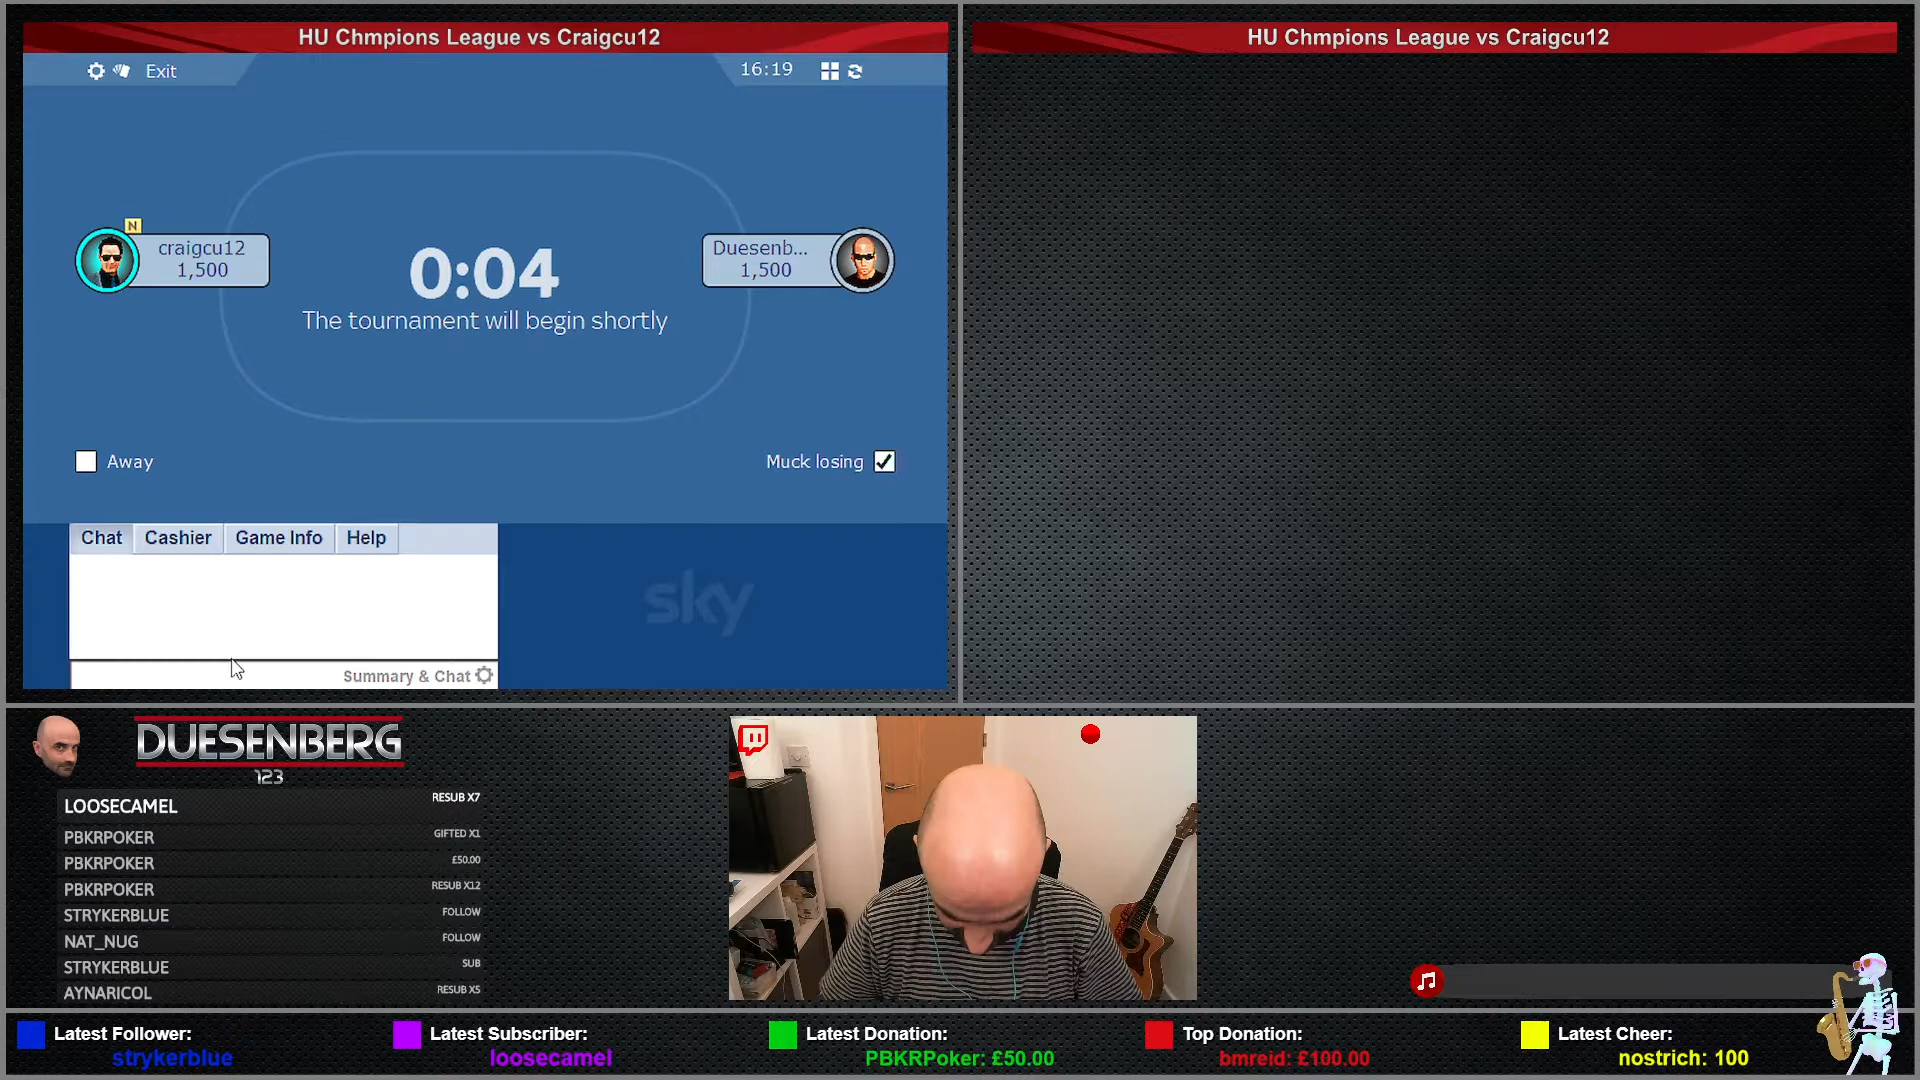 HU Chmpions League vs Craigcu12
HU Chmpions League vs Craigcu12
Exit
16:19
N
craigcu12
1,500
0:04
The tournament will begin shortly
Duesenb...
1,500
Away
Muck losing
Chat
Cashier
Game Info
Help
sky
Summary & Chat
DUESENBERG
123
LOOSECAMEL RESUB X7
PBKRPOKER GIFTED X1
PBKRPOKER £50.00
PBKRPOKER RESUB X12
STRYKERBLUE FOLLOW
NAT_NUG FOLLOW
STRYKERBLUE SUB
AYNARICOL RESUB X5
Latest Follower:
strykerblue
Latest Subscriber:
loosecamel
Latest Donation:
PBKRPoker: £50.00
Top Donation:
bmreid: £100.00
Latest Cheer:
nostrich: 100